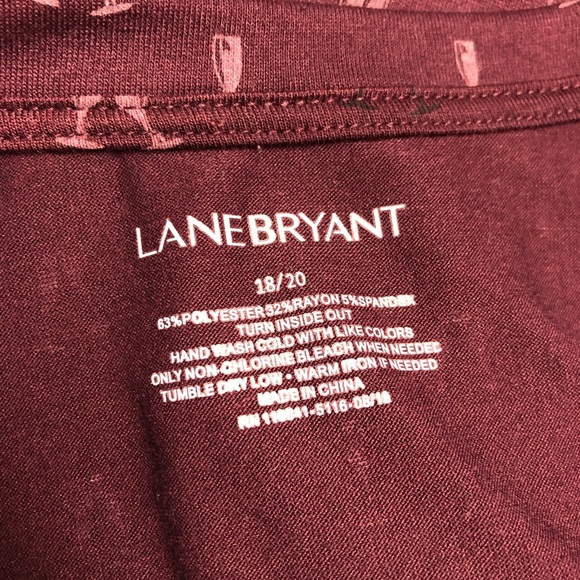 LANEBRYANT
18/20
63%POLYESTER 32%RAYON 5%SPANDEX
TURN INSIDE OUT
HAND WASH COLD WITH LIKE COLORS
ONLY NON-CHLORINE BLEACH WHEN NEEDED
TUMBLE DRY LOW • WARM IRON IF NEEDED
MADE IN CHINA
RN